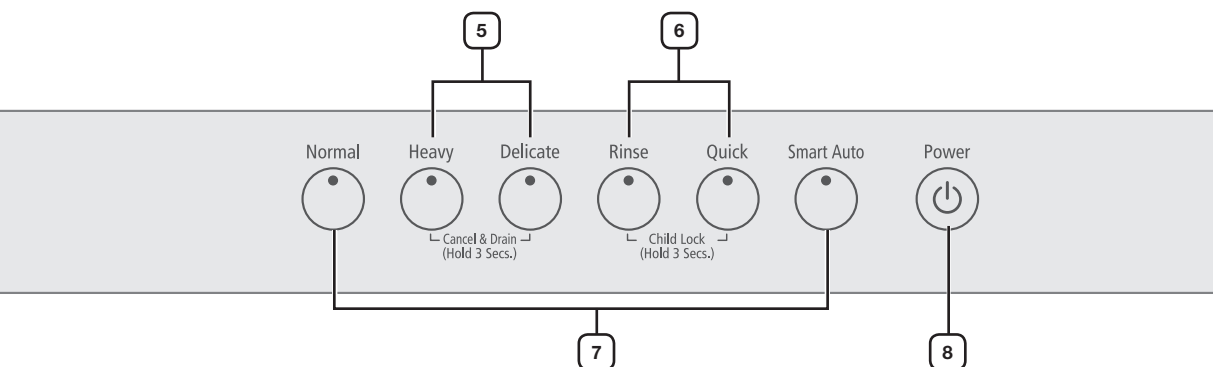 5 6
Normal Heavy Delicate Rinse Quick Smart Auto Power
Cancel & Drain Child Lock
(Hold 3 Secs.) (Hold 3 Secs.)
7 8